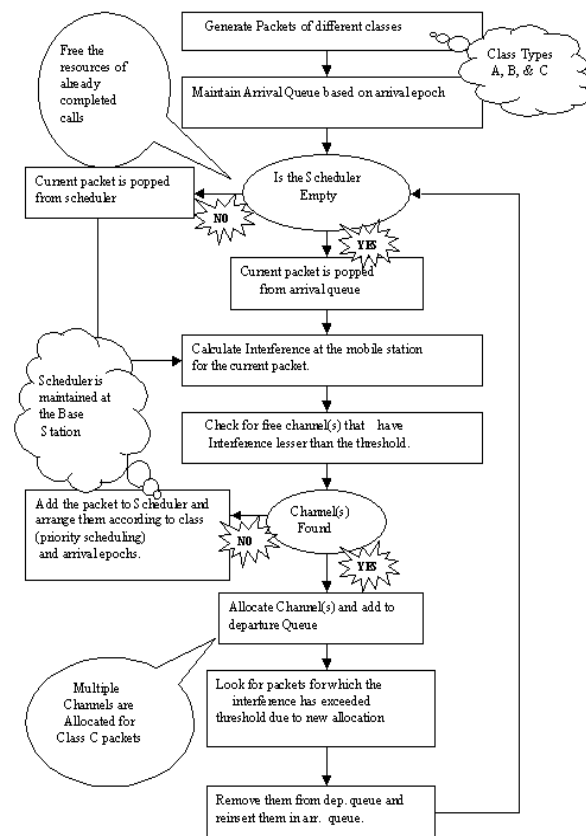 Generate Packets of different classes
Class Types
A, B, & C
Free the
resources of
already
completed
calls
Maintain Arrival Queue based on arrival epoch
Is the Scheduler
Empty
Current packet is popped
from scheduler
NO
YES
Current packet is popped
from arrival queue
Calculate Interference at the mobile station
for the current packet.
Scheduler is
maintained at
the Base
Station
Check for free channel(s) that have
Interference lesser than the threshold.
Add the packet to Scheduler and
arrange them according to class
(priority scheduling)
and arrival epochs.
Channel(s)
Found
NO
YES
Allocate Channel(s) and add to
departure Queue
Multiple
Channels are
Allocated for
Class C packets
Look for packets for which the
interference has exceeded
threshold due to new allocation
Remove them from dep. queue and
reinsert them in arr. queue.